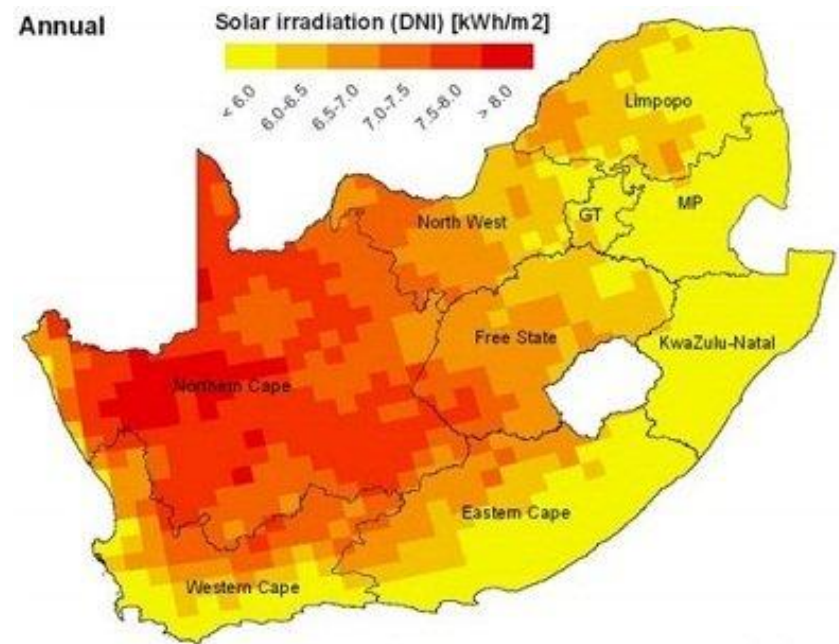 Annual
Solar irradiation (DNI) [kWh/m2]
< 6.0
6.0-6.5
6.5-7.0
7.0-7.5
7.5-8.0
> 8.0
Limpopo
North West
GT
MP
Free State
KwaZulu-Natal
Northern Cape
Eastern Cape
Western Cape